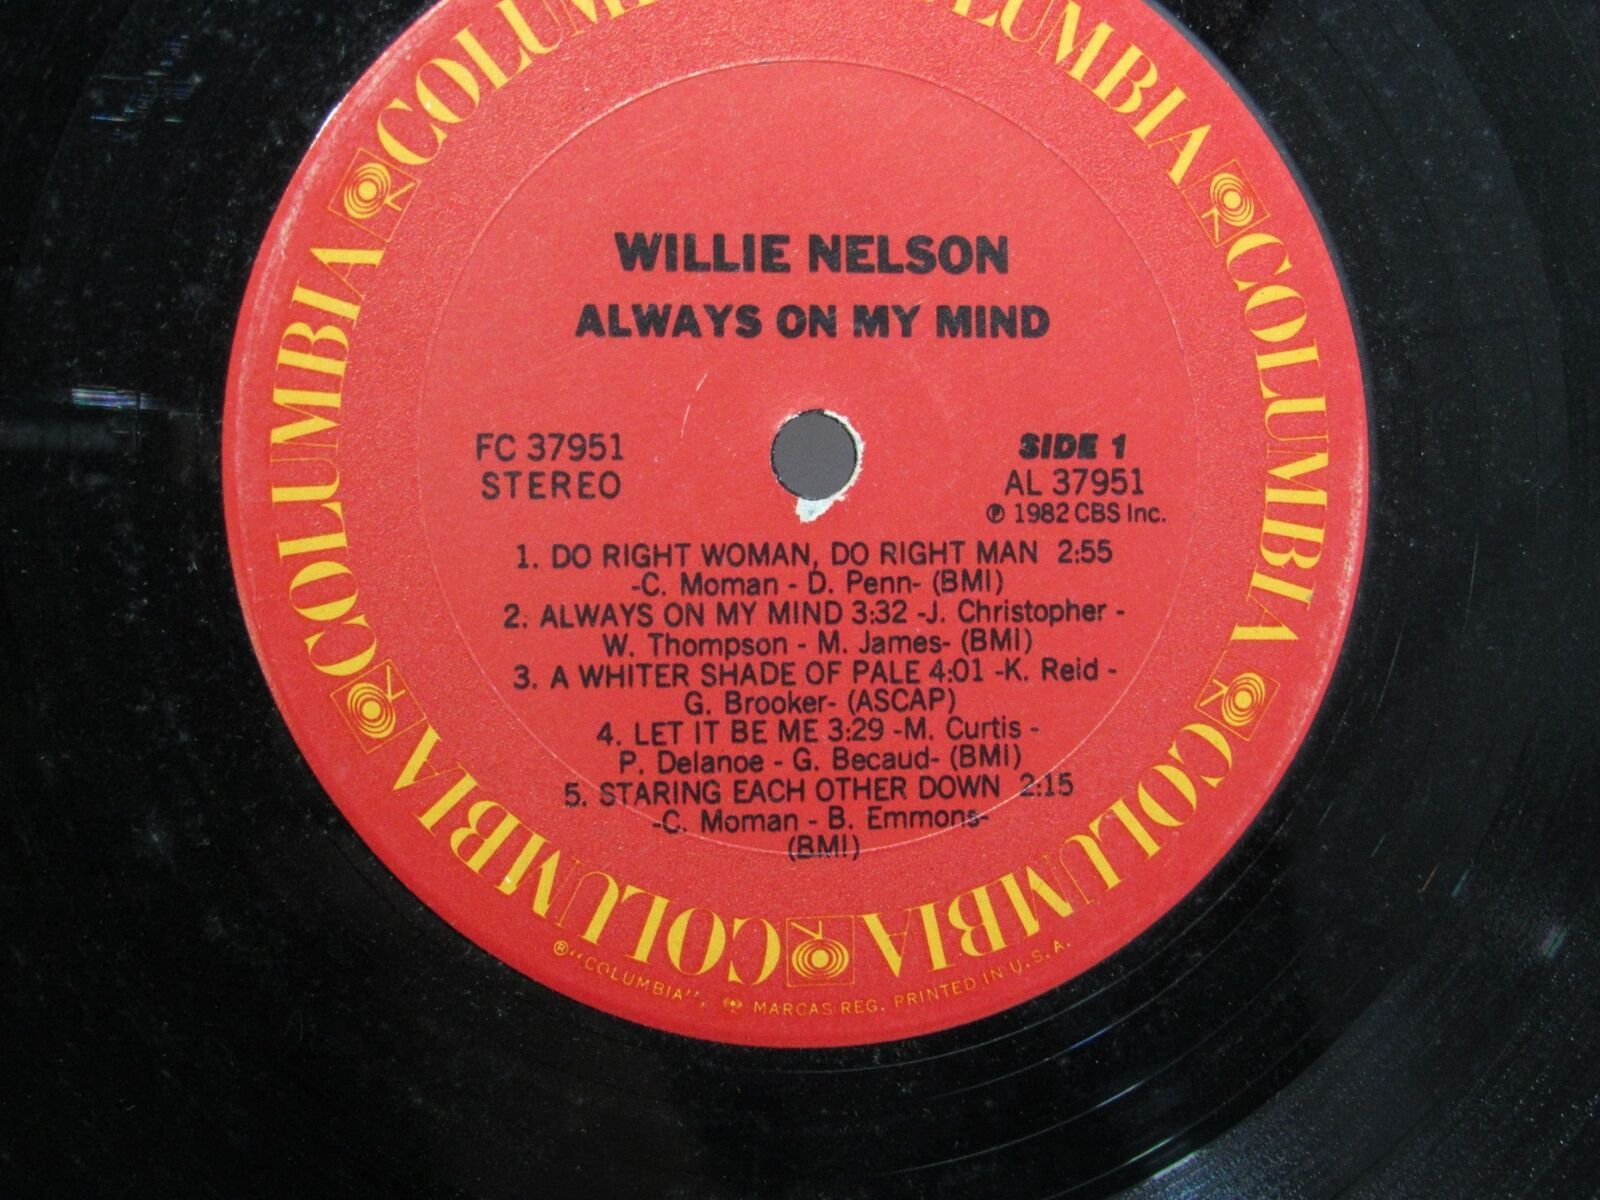 COLUMBIA COLUMBIA COLUMBIA COLUMBIA COLUMBIA COLUMBIA COLUMBIA
WILLIE NELSON
ALWAYS ON MY MIND
FC 37951
STEREO
SIDE 1
AL 37951
℗ 1982 CBS Inc.
1. DO RIGHT WOMAN, DO RIGHT MAN 2:55
-C. Moman - D. Penn- (BMI)
2. ALWAYS ON MY MIND 3:32 -J. Christopher -
W. Thompson - M. James- (BMI)
3. A WHITER SHADE OF PALE 4:01 -K. Reid -
G. Brooker- (ASCAP)
4. LET IT BE ME 3:29 -M. Curtis -
P. Delanoe - G. Becaud- (BMI)
5. STARING EACH OTHER DOWN 2:15
-C. Moman - B. Emmons-
(BMI)
® "COLUMBIA", MARCAS REG. PRINTED IN U.S.A.